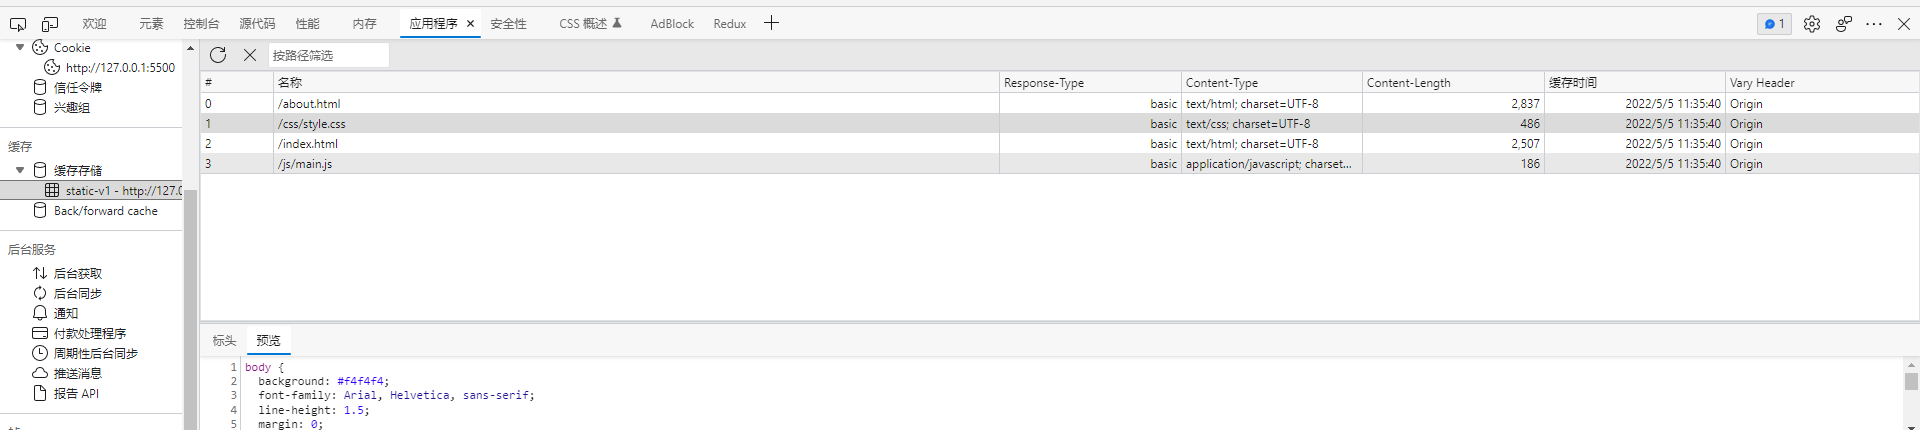 欢迎 元素 控制台 源代码 性能 内存 应用程序 安全性 CSS 概述 AdBlock Redux 1
Cookie
http://127.0.0.1:5500
信任令牌
兴趣组
缓存
缓存存储
static-v1 - http://127.0
Back/forward cache
后台服务
后台获取
后台同步
通知
付款处理程序
周期性后台同步
推送消息
报告 API
按路径筛选
# 名称 Response-Type Content-Type Content-Length 缓存时间 Vary Header
0 /about.html basic text/html; charset=UTF-8 2,837 2022/5/5 11:35:40 Origin
1 /css/style.css basic text/css; charset=UTF-8 486 2022/5/5 11:35:40 Origin
2 /index.html basic text/html; charset=UTF-8 2,507 2022/5/5 11:35:40 Origin
3 /js/main.js basic application/javascript; charset... 186 2022/5/5 11:35:40 Origin
标头 预览
1 body {
2 background: #f4f4f4;
3 font-family: Arial, Helvetica, sans-serif;
4 line-height: 1.5;
5 margin: 0;